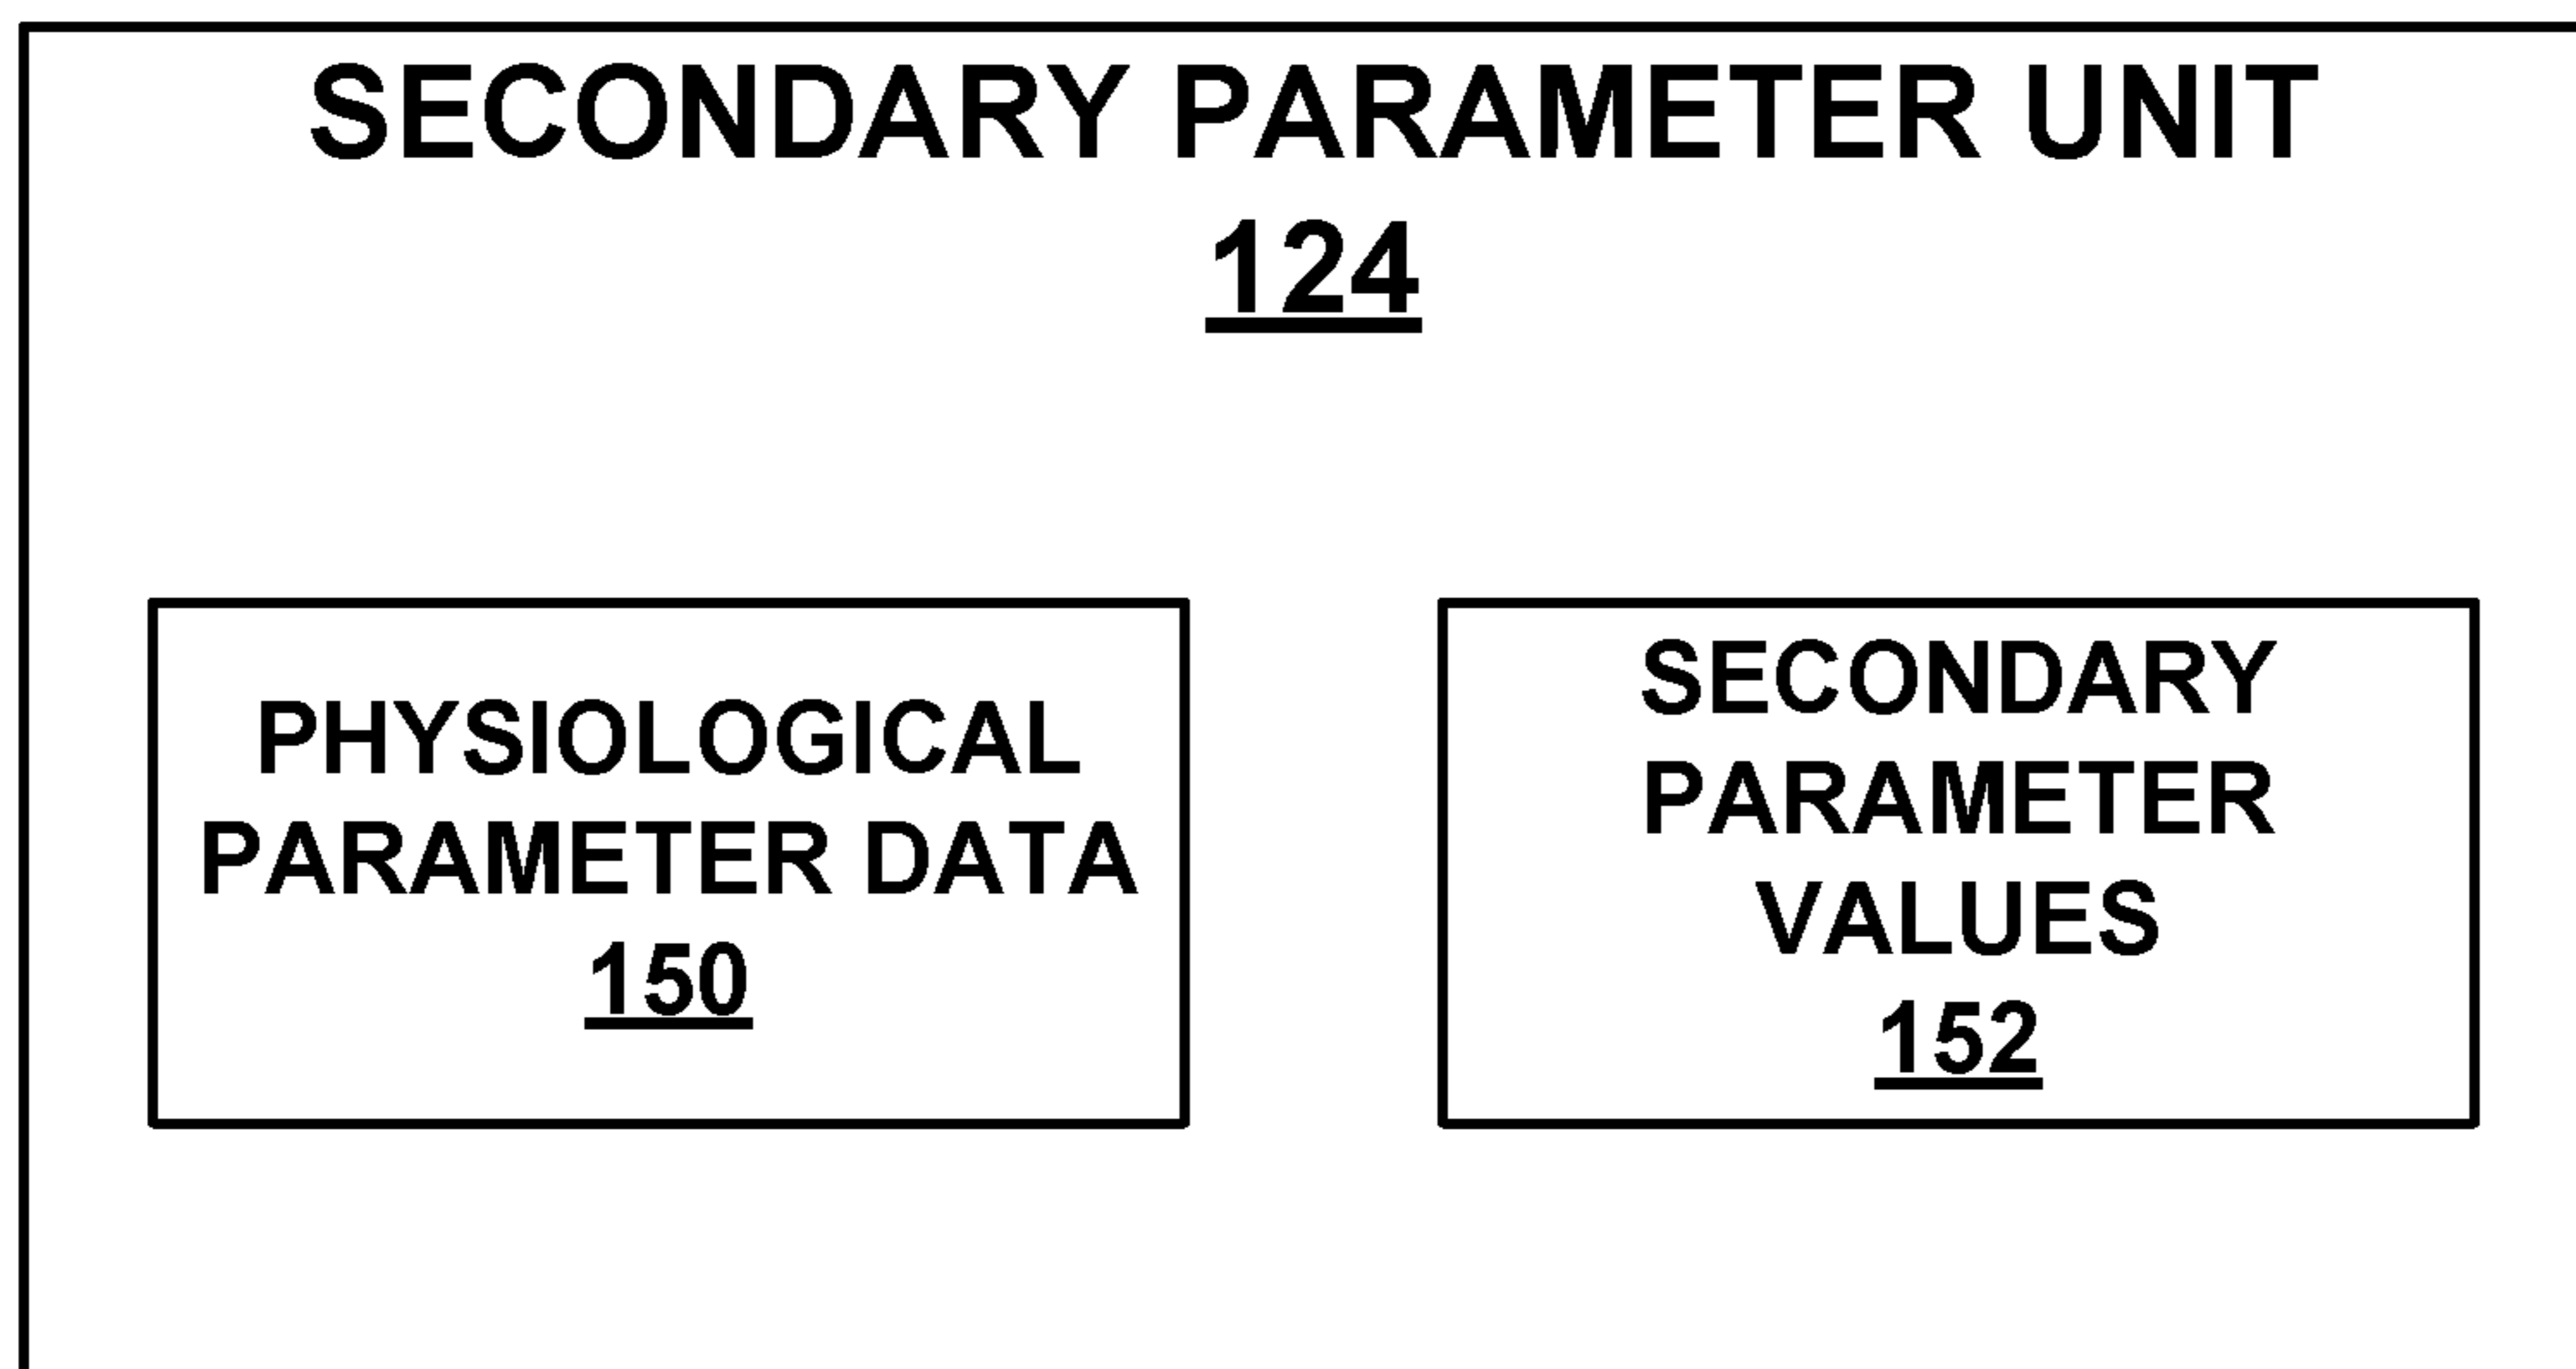 SECONDARY PARAMETER UNIT
124
PHYSIOLOGICAL
PARAMETER DATA
150
SECONDARY
PARAMETER
VALUES
152